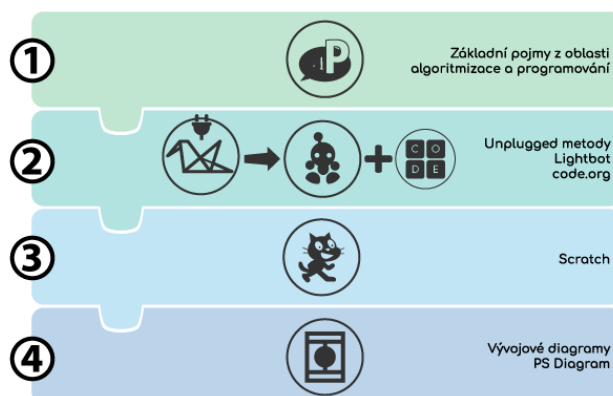 1
P
Základní pojmy z oblasti
algoritmizace a programování
2
C O
D E
Unplugged metody
Lightbot
code.org
3
Scratch
4
Vývojové diagramy
PS Diagram